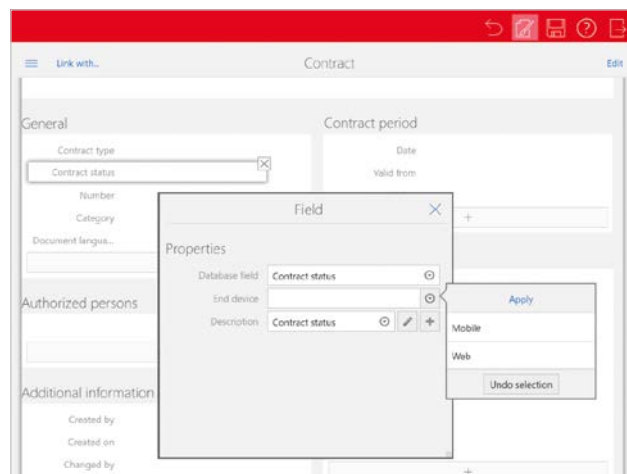 Link with...
Contract
Edit
General
Contract period
Contract type
Date
Contract status
Valid from
Number
Category
Document langua...
Field
Properties
Database field
Contract status
End device
Description
Contract status
Apply
Mobile
Web
Undo selection
Authorized persons
Additional information
Created by
Created on
Changed by